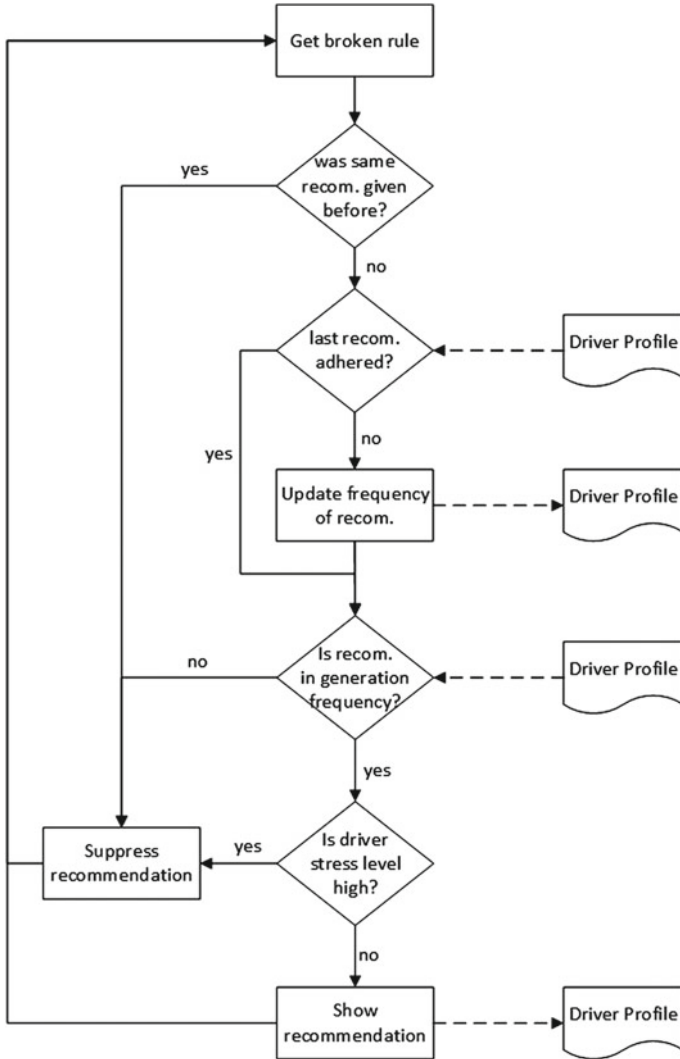 Get broken rule
was same
recom. given
before?
yes
no
last recom.
adhered?
Driver Profile
yes
no
Update frequency
of recom.
Driver Profile
Is recom.
in generation
frequency?
no
Driver Profile
yes
Is driver
stress level
high?
yes
Suppress
recommendation
no
Show
recommendation
Driver Profile